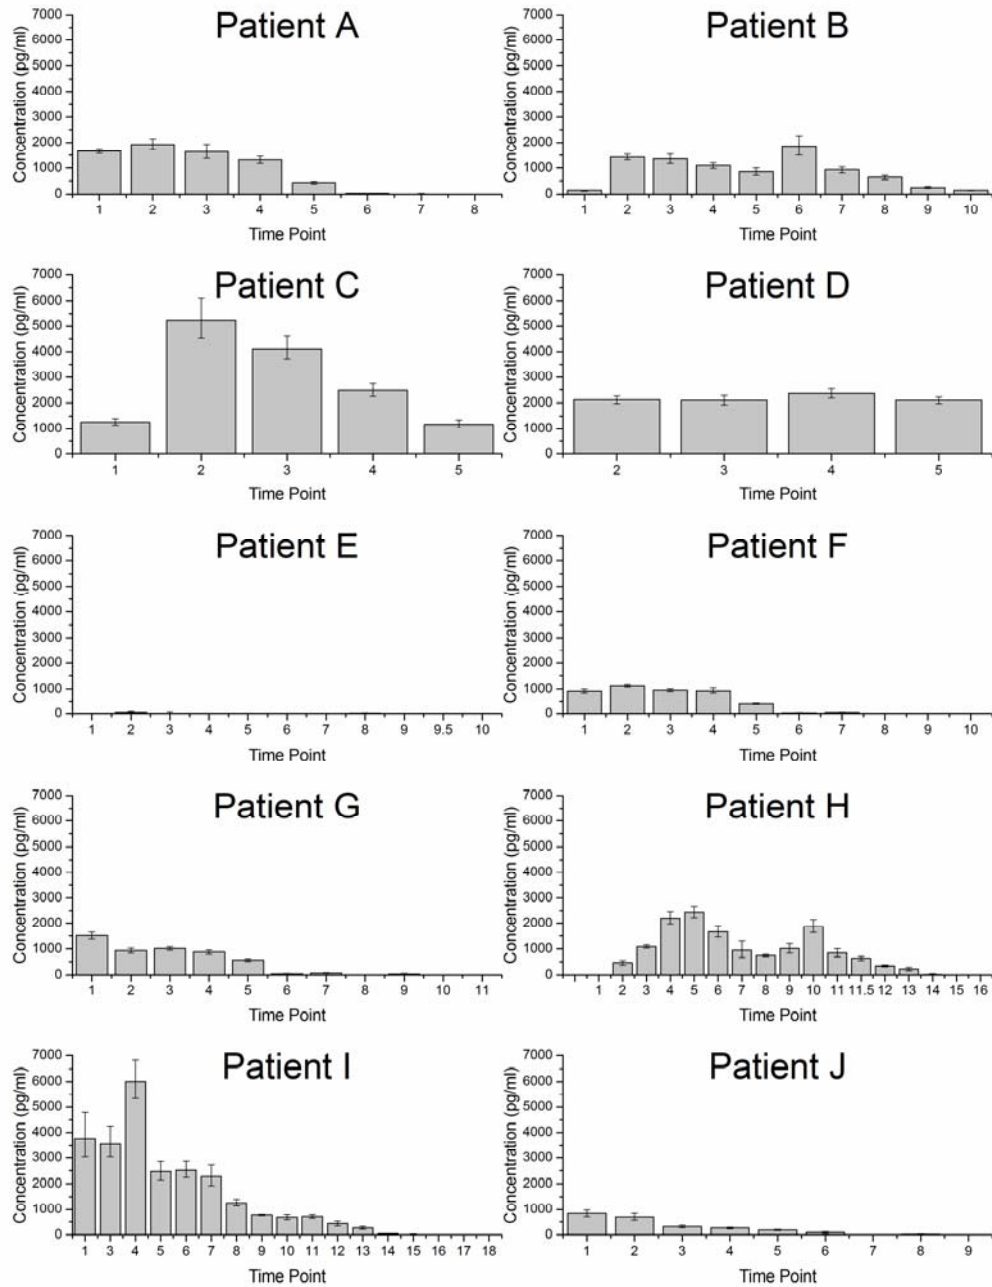 Patient A
Concentration (pg/ml)
7000
6000
5000
4000
3000
2000
1000
0
1 2 3 4 5 6 7 8
Time Point
Patient B
Concentration (pg/ml)
7000
6000
5000
4000
3000
2000
1000
0
1 2 3 4 5 6 7 8 9 10
Time Point
Patient C
Concentration (pg/ml)
7000
6000
5000
4000
3000
2000
1000
0
1 2 3 4 5
Time Point
Patient D
Concentration (pg/ml)
7000
6000
5000
4000
3000
2000
1000
0
2 3 4 5
Time Point
Patient E
Concentration (pg/ml)
7000
6000
5000
4000
3000
2000
1000
0
1 2 3 4 5 6 7 8 9 9.5 10
Time Point
Patient F
Concentration (pg/ml)
7000
6000
5000
4000
3000
2000
1000
0
1 2 3 4 5 6 7 8 9 10
Time Point
Patient G
Concentration (pg/ml)
7000
6000
5000
4000
3000
2000
1000
0
1 2 3 4 5 6 7 8 9 10 11
Time Point
Patient H
Concentration (pg/ml)
7000
6000
5000
4000
3000
2000
1000
0
1 2 3 4 5 6 7 8 9 10 11 11.5 12 13 14 15 16
Time Point
Patient I
Concentration (pg/ml)
7000
6000
5000
4000
3000
2000
1000
0
1 3 4 5 6 7 8 9 10 11 12 13 14 15 16 17 18
Time Point
Patient J
Concentration (pg/ml)
7000
6000
5000
4000
3000
2000
1000
0
1 2 3 4 5 6 7 8 9
Time Point